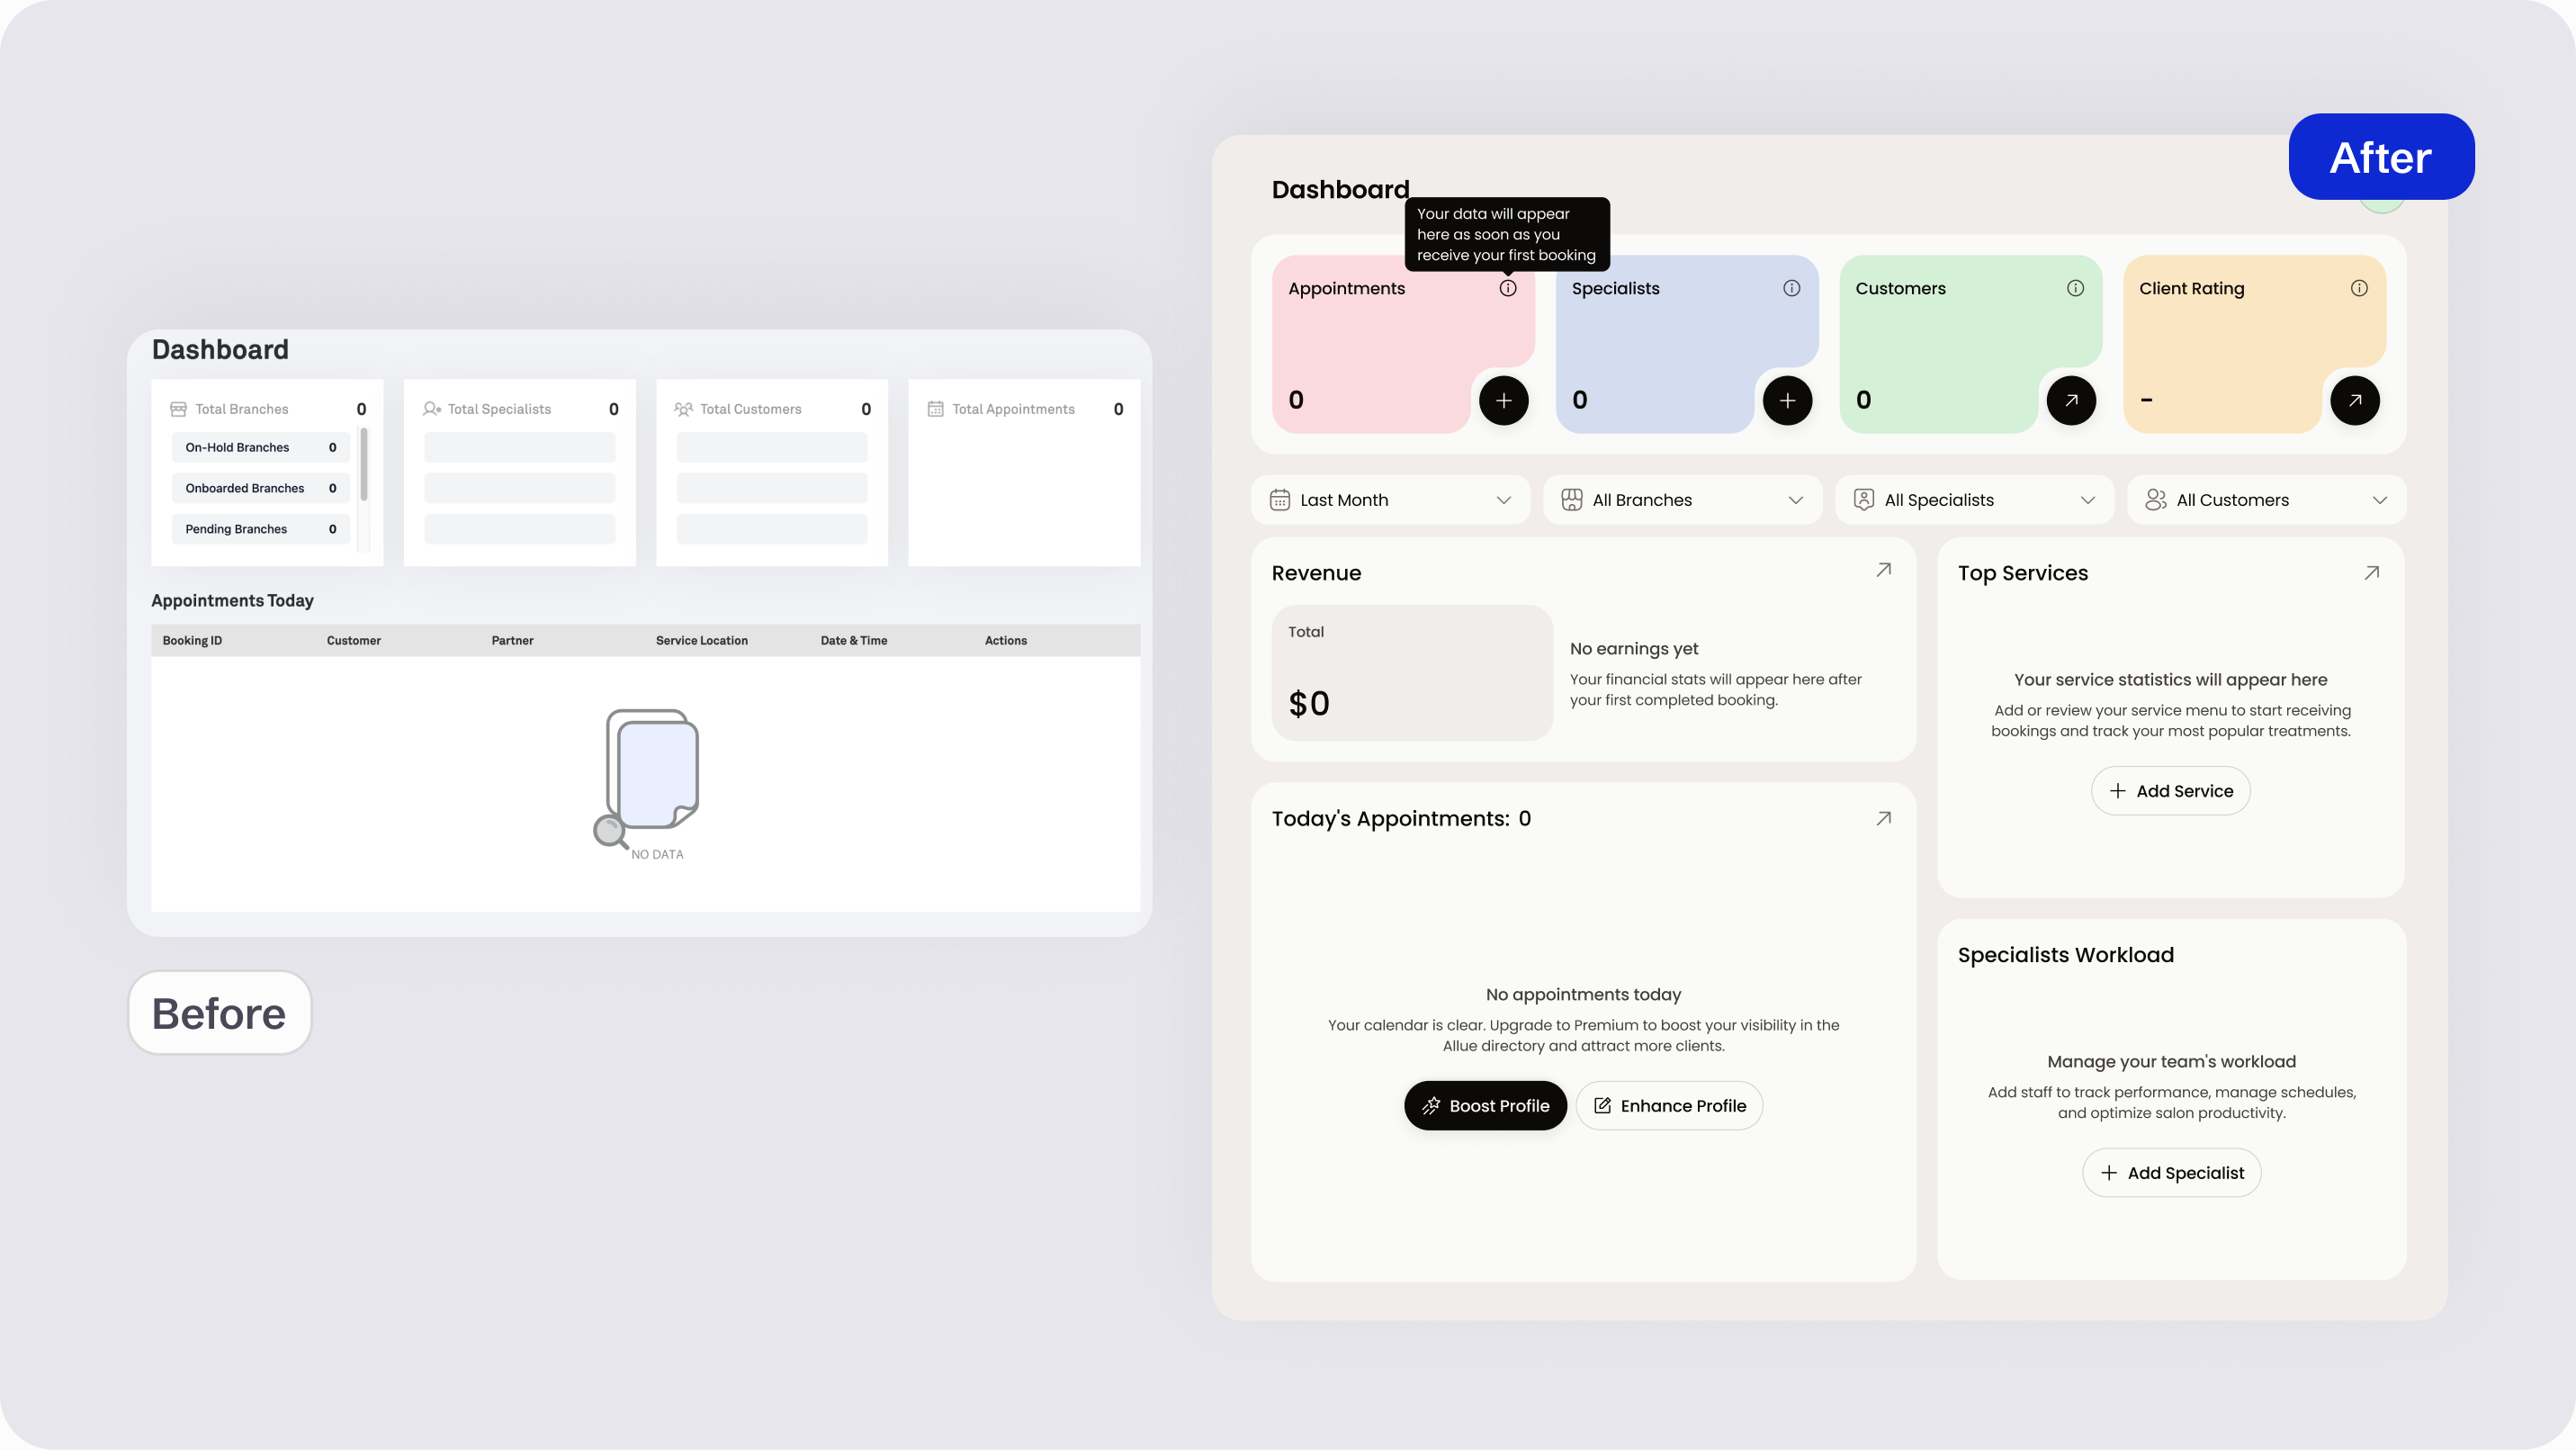 Dashboard
Total Branches 0
On-Hold Branches 0
Onboarded Branches 0
Pending Branches 0
Total Specialists 0
Total Customers 0
Total Appointments 0
Appointments Today
Booking ID Customer Partner Service Location Date & Time Actions
NO DATA
Before
After
Dashboard
Your data will appear
here as soon as you
receive your first booking
Appointments
0
Specialists
0
Customers
0
Client Rating
-
Last Month
All Branches
All Specialists
All Customers
Revenue
Total
$0
No earnings yet
Your financial stats will appear here after
your first completed booking.
Top Services
Your service statistics will appear here
Add or review your service menu to start receiving
bookings and track your most popular treatments.
Add Service
Today's Appointments: 0
No appointments today
Your calendar is clear. Upgrade to Premium to boost your visibility in the
Allue directory and attract more clients.
Boost Profile
Enhance Profile
Specialists Workload
Manage your team's workload
Add staff to track performance, manage schedules,
and optimize salon productivity.
Add Specialist